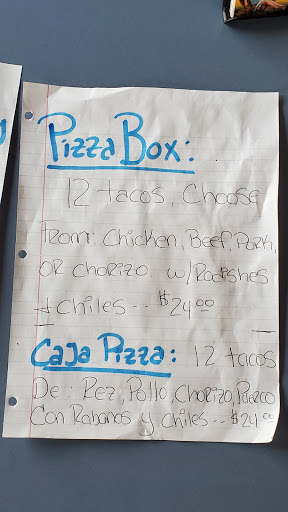 Pizza Box:
12 tacos, Choose
From: Chicken, Beef, Pork,
OR Chorizo w/Radishes
+ Chiles -- $24.00
Caja Pizza: 12 tacos
De: Rez, Pollo, Chorizo, Puerco
Con Rabanos y Chiles -- $24.00